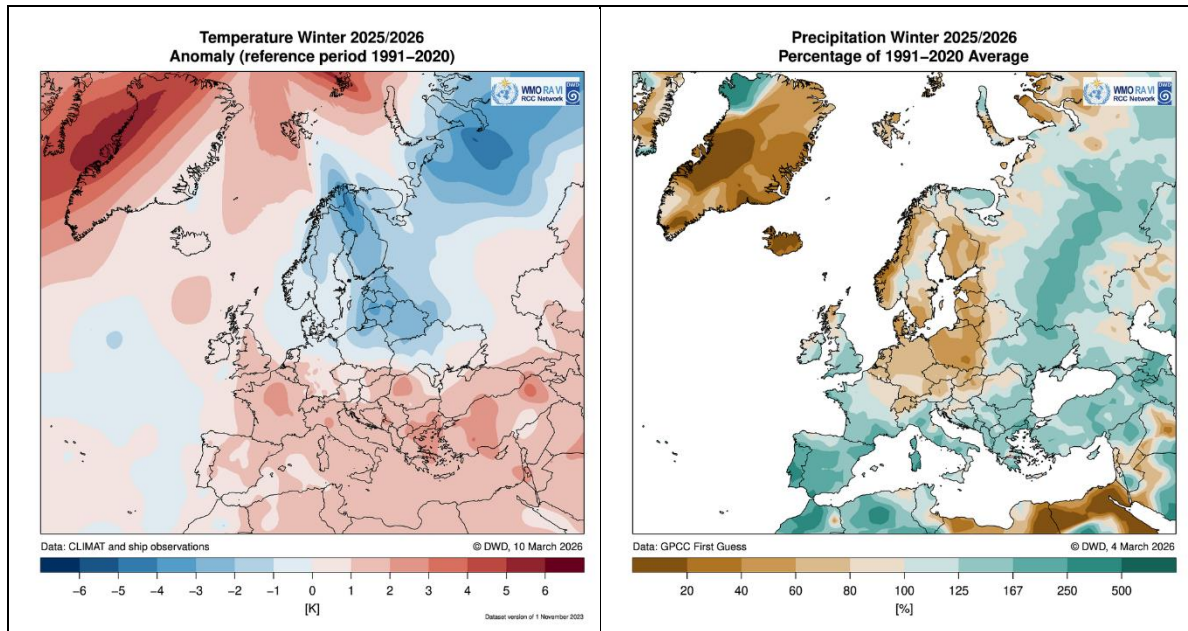 Temperature Winter 2025/2026
Anomaly (reference period 1991−2020)
WMO RA VI
RCC Network
DWD
Data: CLIMAT and ship observations
© DWD, 10 March 2026
−6 −5 −4 −3 −2 −1 0 1 2 3 4 5 6
[K]
Dataset version of 1 November 2023
Precipitation Winter 2025/2026
Percentage of 1991−2020 Average
WMO RA VI
RCC Network
DWD
Data: GPCC First Guess
© DWD, 4 March 2026
20 40 60 80 100 125 167 250 500
[%]